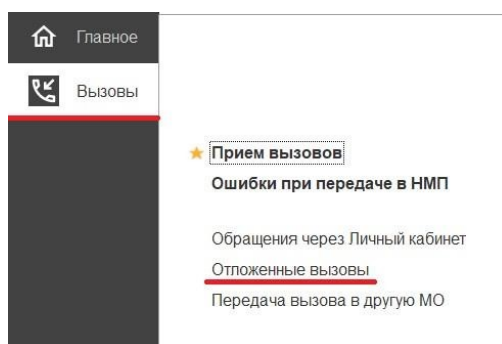 Главное
Вызовы
Прием вызовов
Ошибки при передаче в НМП
Обращения через Личный кабинет
Отложенные вызовы
Передача вызова в другую МО